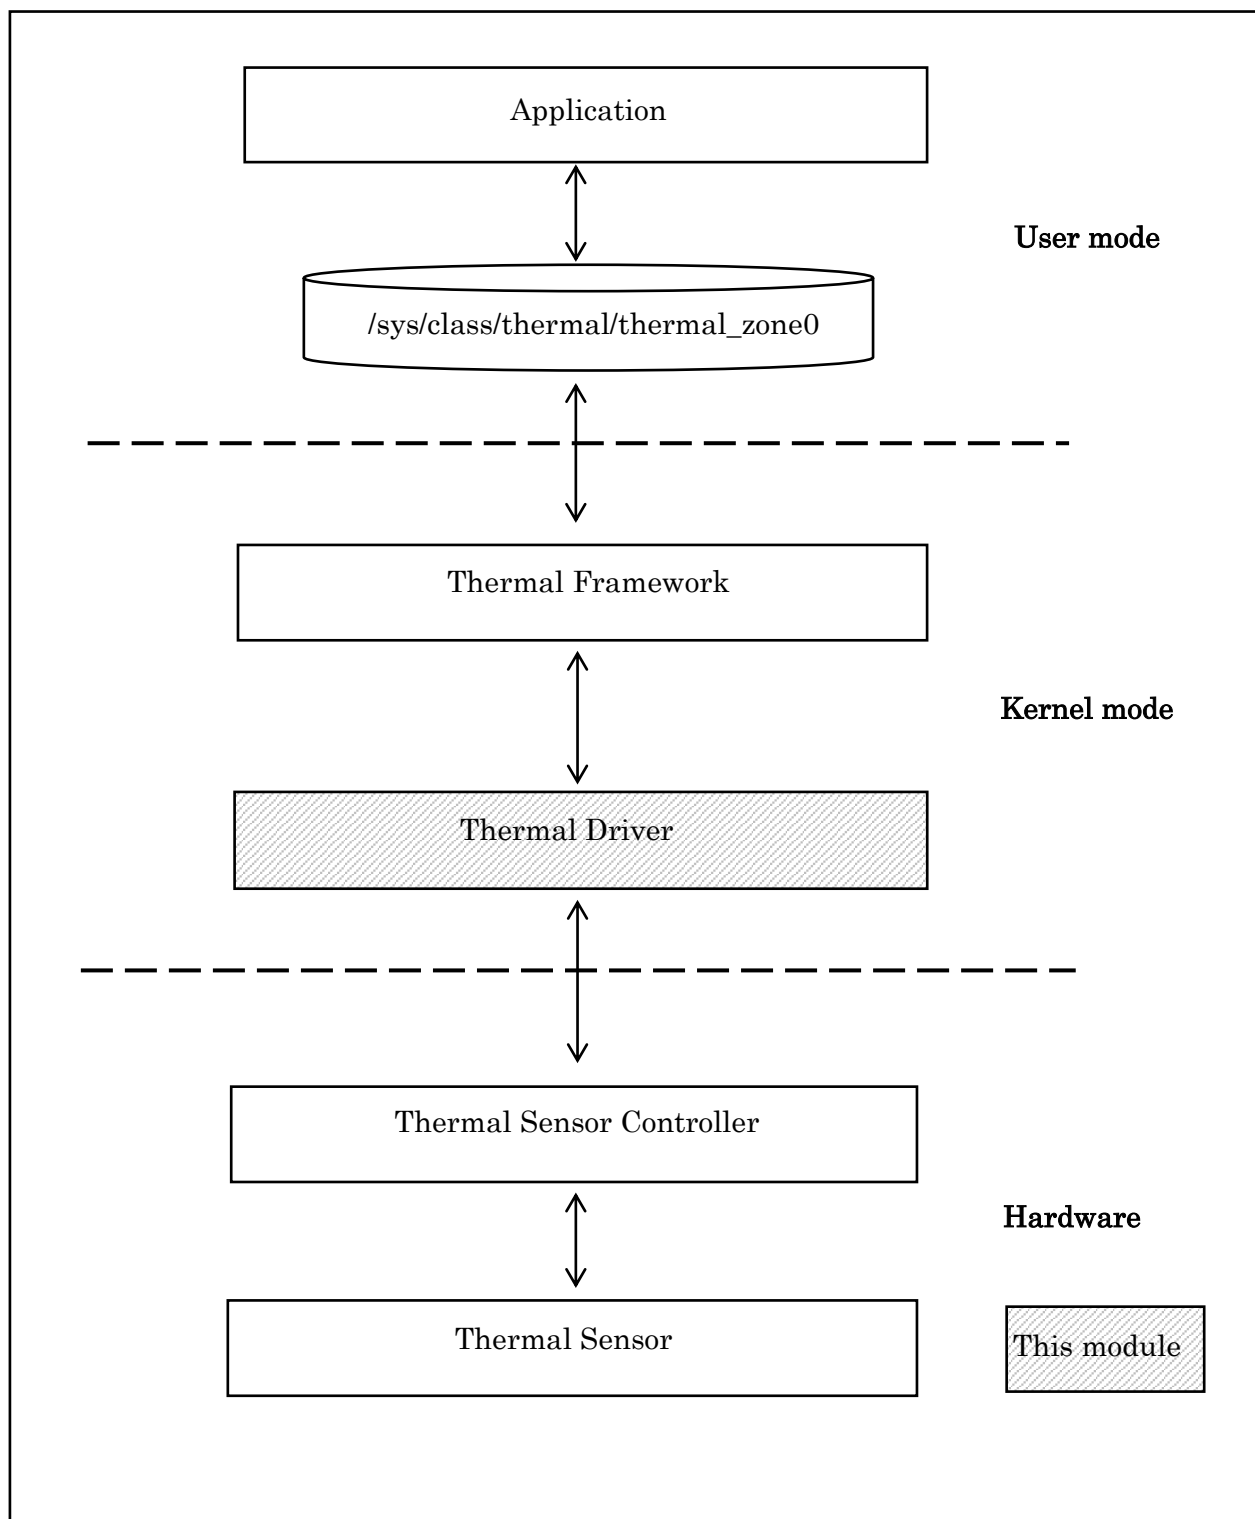 Application
User mode
/sys/class/thermal/thermal_zone0
Thermal Framework
Kernel mode
Thermal Driver
Thermal Sensor Controller
Hardware
Thermal Sensor
This module